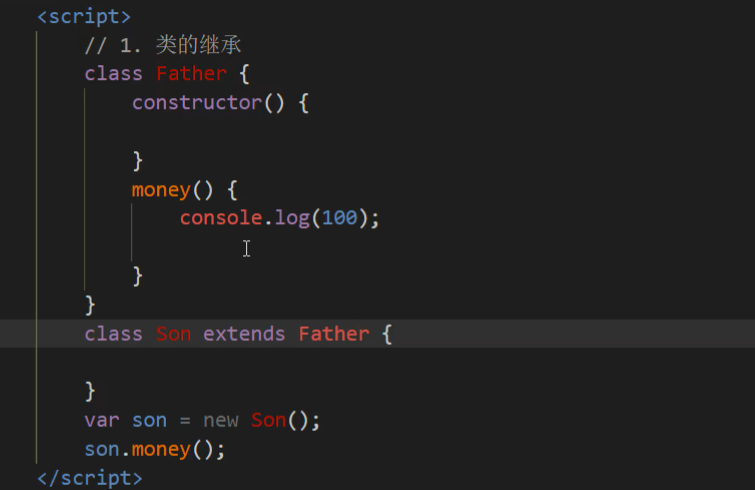 <script>
// 1. 类的继承
class Father {
constructor() {
}
money() {
console.log(100);
}
}
class Son extends Father {
}
var son = new Son();
son.money();
</script>